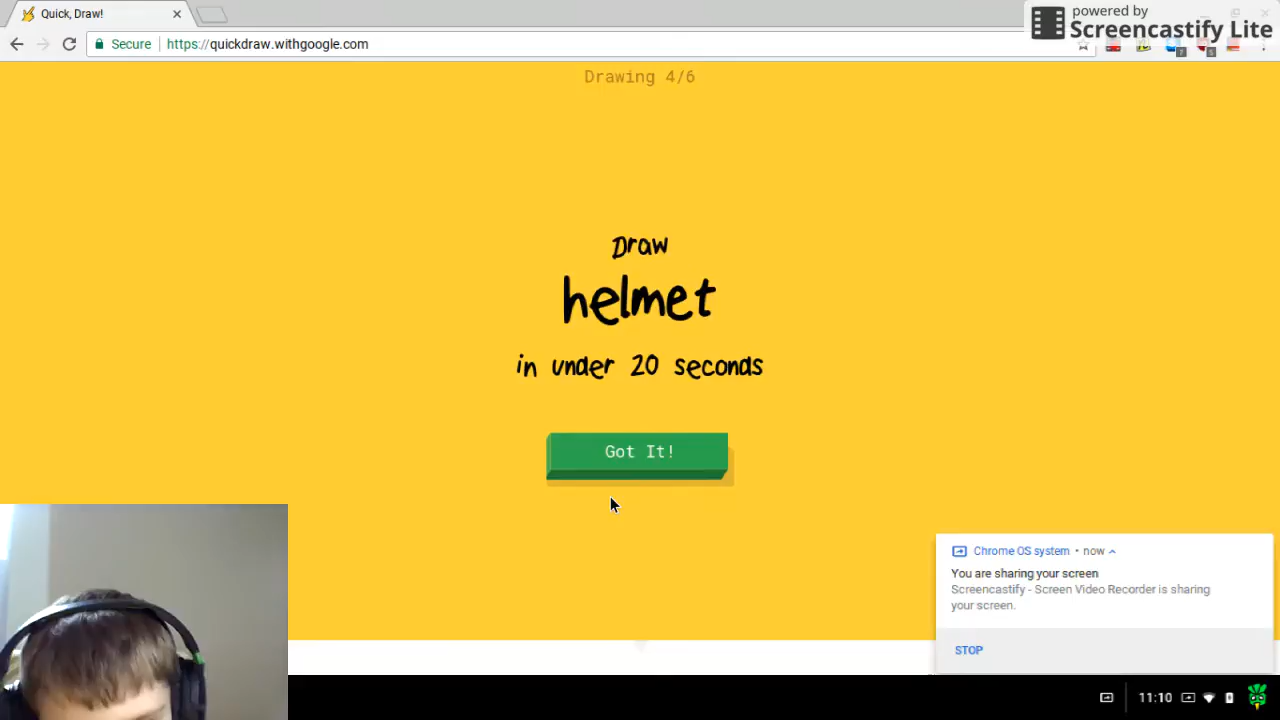 Quick, Draw!
powered by
Screencastify Lite
Secure
https://quickdraw.withgoogle.com
Drawing 4/6
Draw
helmet
in under 20 seconds
Got It!
Chrome OS system • now
You are sharing your screen
Screencastify - Screen Video Recorder is sharing
your screen.
STOP
11:10